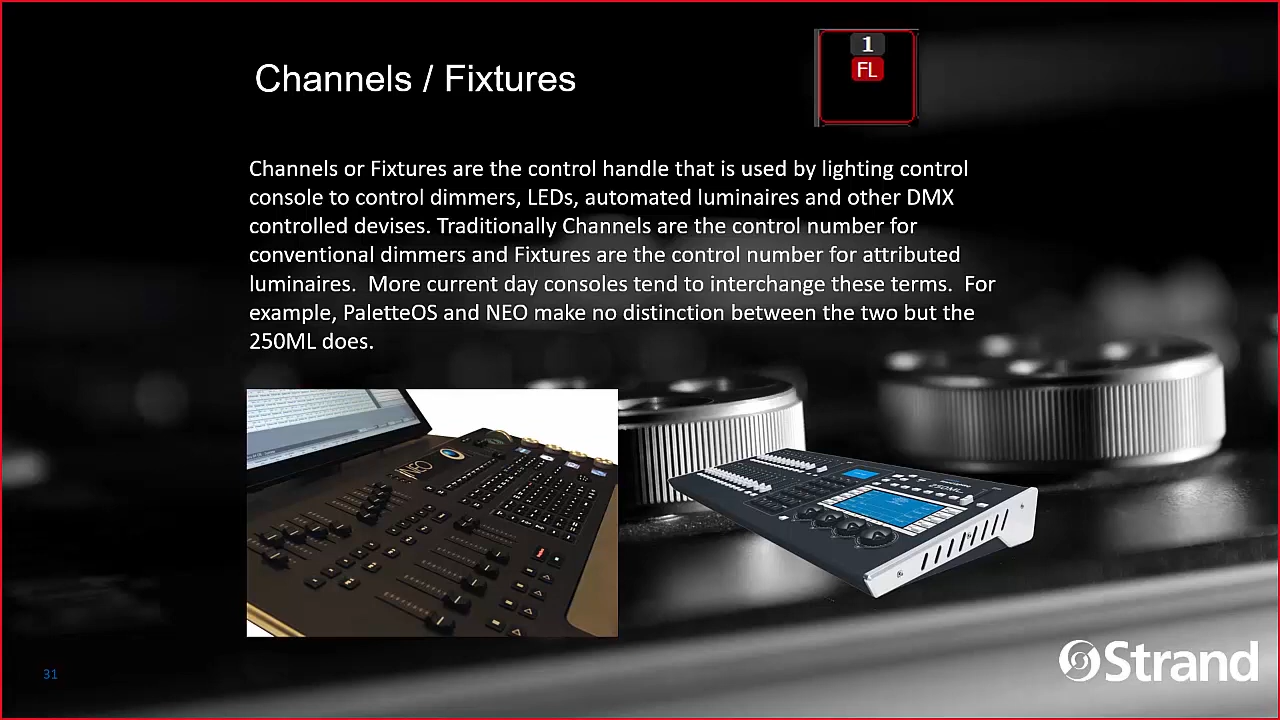 1
FL
Channels / Fixtures
Channels or Fixtures are the control handle that is used by lighting control
console to control dimmers, LEDs, automated luminaires and other DMX
controlled devises. Traditionally Channels are the control number for
conventional dimmers and Fixtures are the control number for attributed
luminaires.  More current day consoles tend to interchange these terms.  For
example, PaletteOS and NEO make no distinction between the two but the
250ML does.
NEO
250ML
Strand
31